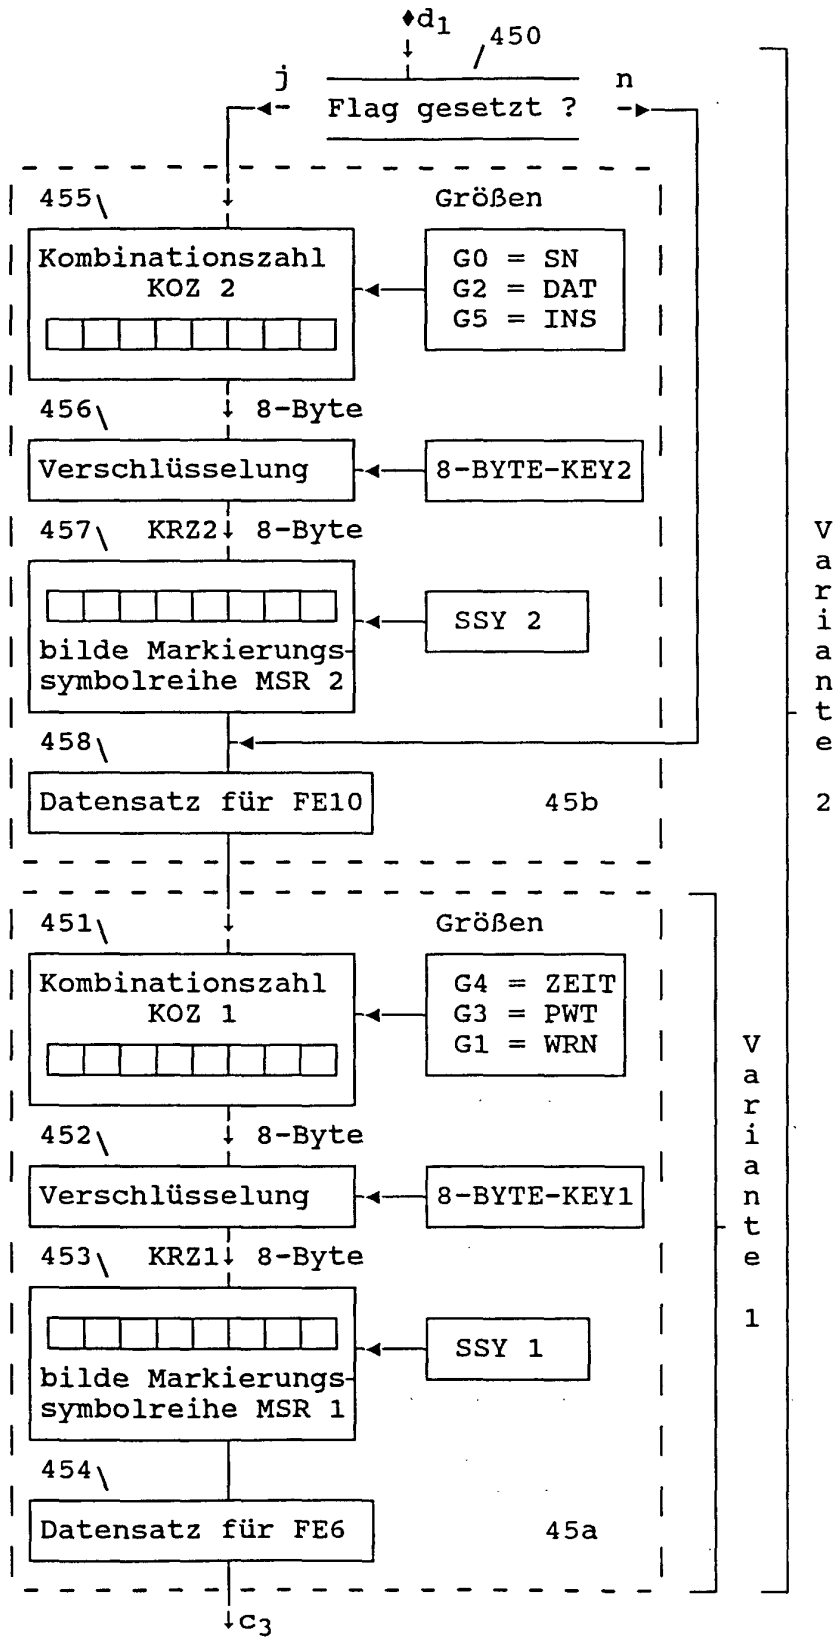 d1
450
j
n
Flag gesetzt ?
455
Größen
Kombinationszahl
KOZ 2
G0 = SN
G2 = DAT
G5 = INS
456
8-Byte
Verschlüsselung
8-BYTE-KEY2
457
KRZ2
8-Byte
SSY 2
bilde Markierungs-
symbolreihe MSR 2
458
Datensatz für FE10
45b
Variante 2
451
Größen
Kombinationszahl
KOZ 1
G4 = ZEIT
G3 = PWT
G1 = WRN
452
8-Byte
Verschlüsselung
8-BYTE-KEY1
453
KRZ1
8-Byte
SSY 1
bilde Markierungs-
symbolreihe MSR 1
454
Datensatz für FE6
45a
Variante 1
c3